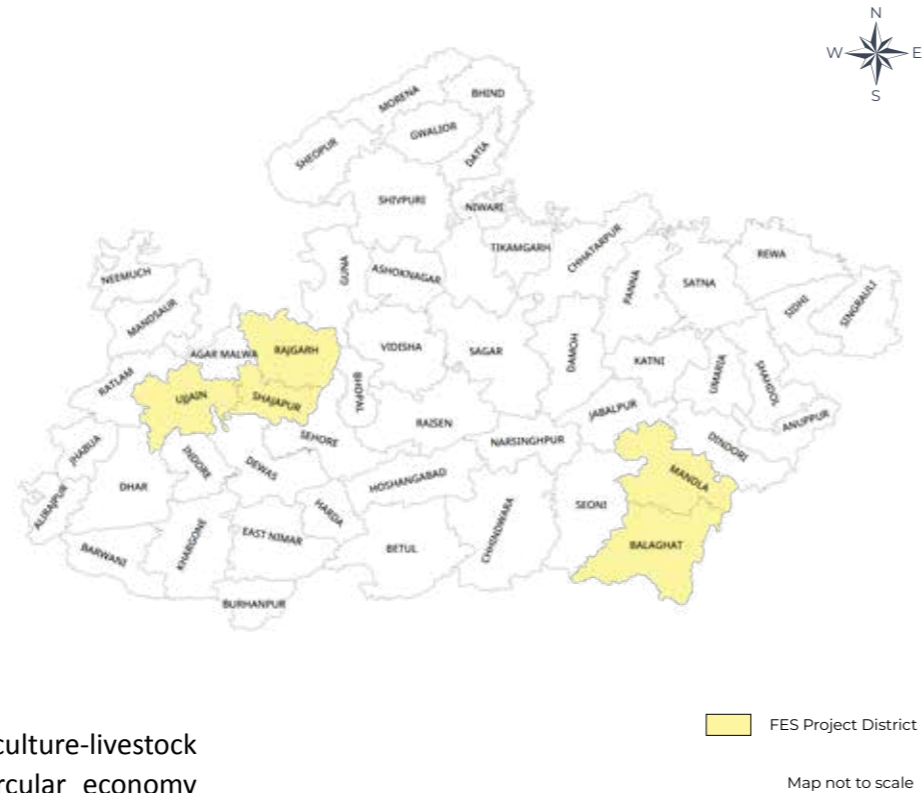 N
W E
S
BHIND
MORENA
GWALIOR
SHEOPUR
DATIA
SHIVPURI
NIWARI
TIKAMGARH
CHHATARPUR
REWA
NEEMUCH
GUNA
ASHOKNAGAR
PANNA
SATNA
SIDHI
SINGRAULI
MANDSAUR
AGAR MALWA
RAJGARH
VIDISHA
SAGAR
DAMOH
KATNI
UMARIA
SHAHDOL
RATLAM
UJJAIN
SHAJAPUR
BHOPAL
RAISEN
JABALPUR
ANUPPUR
JHABUA
INDORE
DEWAS
SEHORE
NARSINGHPUR
DINDORI
ALIRAJPUR
DHAR
HARDA
HOSHANGABAD
CHHINDWARA
SEONI
MANDLA
BARWANI
KHARGONE
EAST NIMAR
BETUL
BALAGHAT
BURHANPUR
FES Project District
culture-livestock
rcular economy
Map not to scale